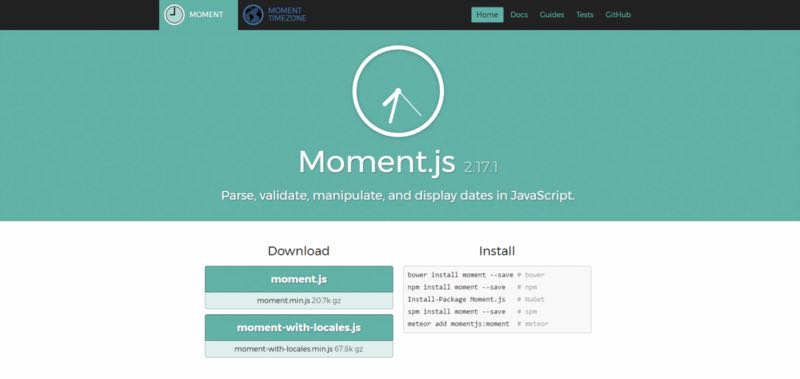 MOMENT
MOMENT
TIMEZONE
Home Docs Guides Tests GitHub
Moment.js 2.17.1
Parse, validate, manipulate, and display dates in JavaScript.
Download
moment.js
moment.min.js 20.7k gz
moment-with-locales.js
moment-with-locales.min.js 67.8k gz
Install
bower install moment --save # bower
npm install moment --save # npm
Install-Package Moment.js # NuGet
spm install moment --save # spm
meteor add momentjs:moment # meteor